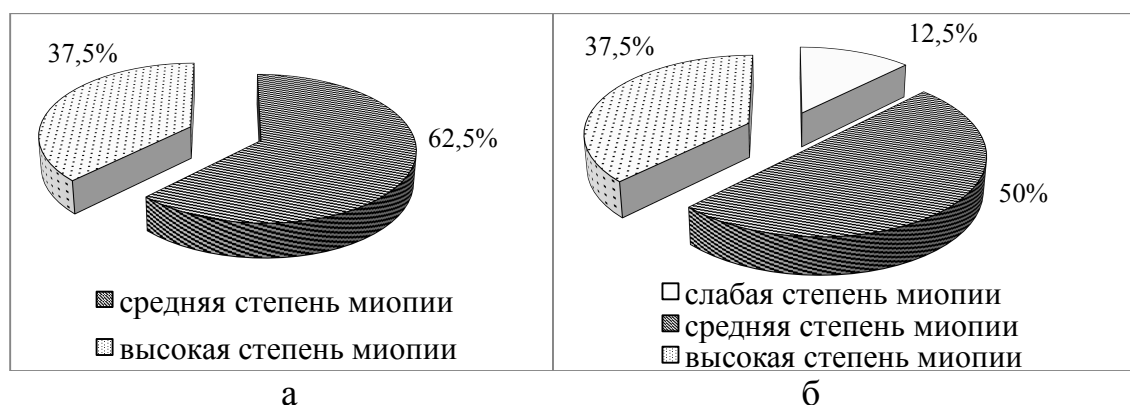 37,5%
62,5%
средняя степень миопии
высокая степень миопии
а
37,5%
12,5%
50%
слабая степень миопии
средняя степень миопии
высокая степень миопии
б